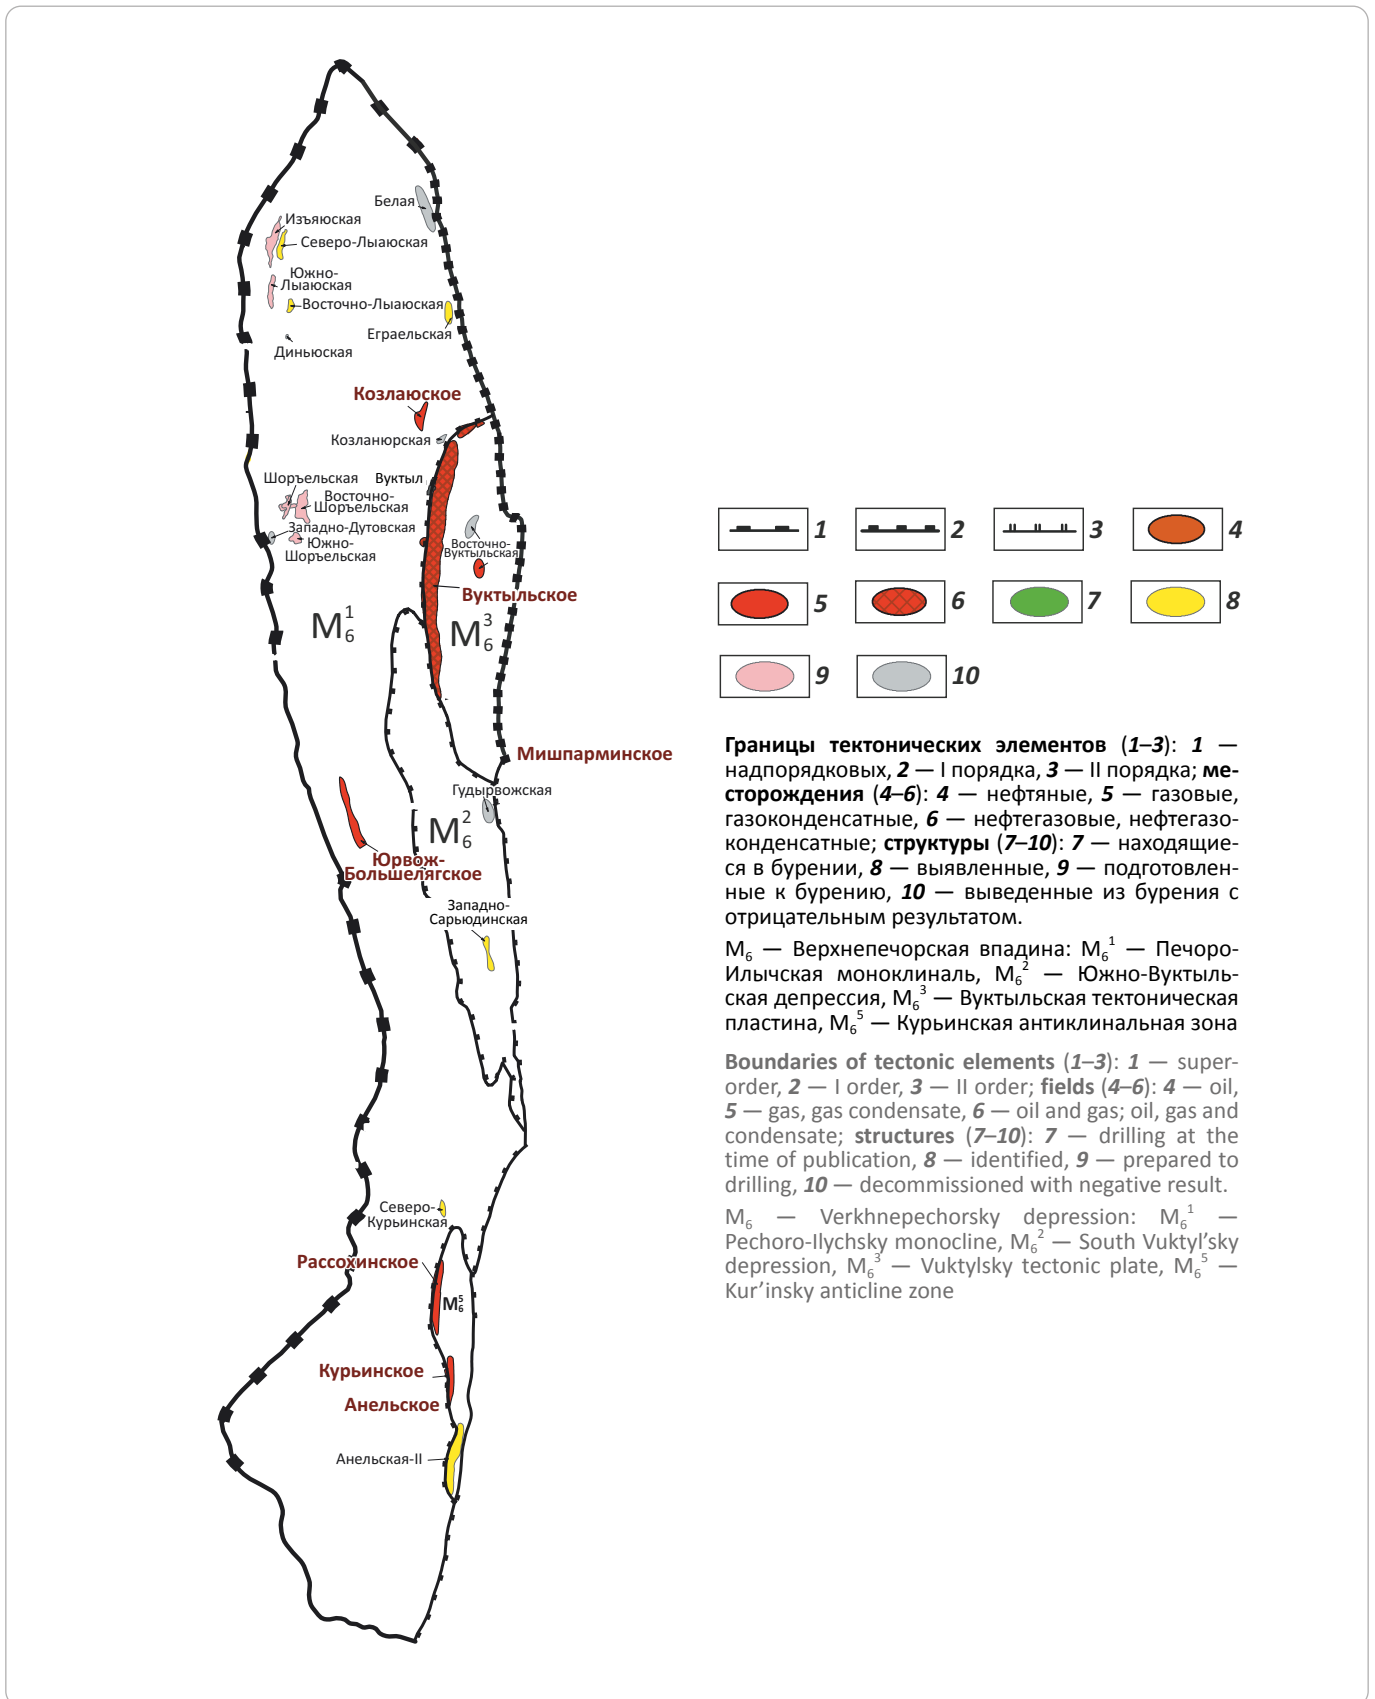 Белая
Изъяюская
Северо-Лыаюская
Южно-
Лыаюская
Восточно-Лыаюская
Еграельская
Диньюская
Козлаюское
Козланюрская
Шоръельская
Вуктыл
Восточно-
Шоръельская
Западно-Дутовская
Южно-
Шоръельская
Восточно-
Вуктыльская
Вуктыльское
M₆¹
M₆³
Мишпарминское
Гудырвожская
M₆²
Юрвож-
Большелягское
Западно-
Сарьюдинская
Северо-
Курьинская
Рассохинское
M₆⁵
Курьинское
Анельское
Анельская-II
1
2
3
4
5
6
7
8
9
10
Границы тектонических элементов (1–3): 1 —
надпорядковых, 2 — I порядка, 3 — II порядка; ме-
сторождения (4–6): 4 — нефтяные, 5 — газовые,
газоконденсатные, 6 — нефтегазовые, нефтегазо-
конденсатные; структуры (7–10): 7 — находящие-
ся в бурении, 8 — выявленные, 9 — подготовлен-
ные к бурению, 10 — выведенные из бурения с
отрицательным результатом.
M₆ — Верхнепечорская впадина: M₆¹ — Печоро-
Илычская моноклиналь, M₆² — Южно-Вуктыль-
ская депрессия, M₆³ — Вуктыльская тектоническая
пластина, M₆⁵ — Курьинская антиклинальная зона
Boundaries of tectonic elements (1–3): 1 — super-
order, 2 — I order, 3 — II order; fields (4–6): 4 — oil,
5 — gas, gas condensate, 6 — oil and gas; oil, gas and
condensate; structures (7–10): 7 — drilling at the
time of publication, 8 — identified, 9 — prepared to
drilling, 10 — decommissioned with negative result.
M₆ — Verkhnepechorsky depression: M₆¹ —
Pechoro-Ilychsky monocline, M₆² — South Vuktyl’sky
depression, M₆³ — Vuktylsky tectonic plate, M₆⁵ —
Kur’insky anticline zone